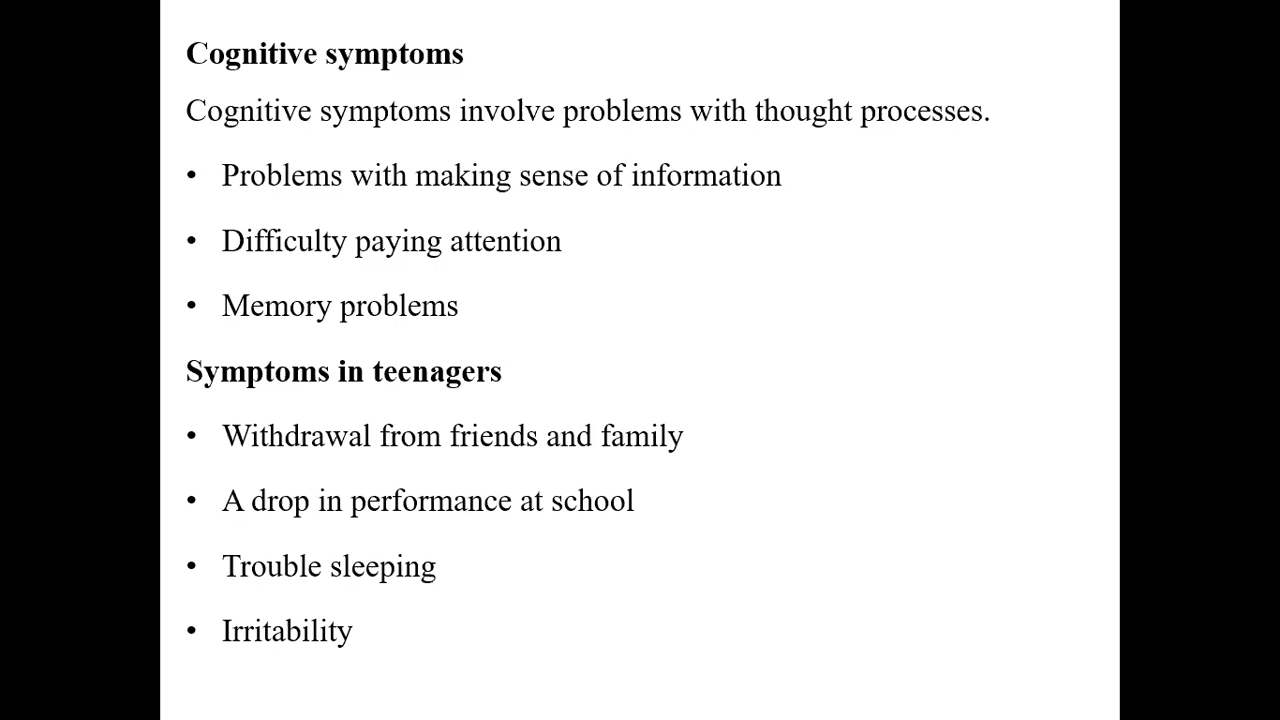 Cognitive symptoms
Cognitive symptoms involve problems with thought processes.
• Problems with making sense of information
• Difficulty paying attention
• Memory problems
Symptoms in teenagers
• Withdrawal from friends and family
• A drop in performance at school
• Trouble sleeping
• Irritability